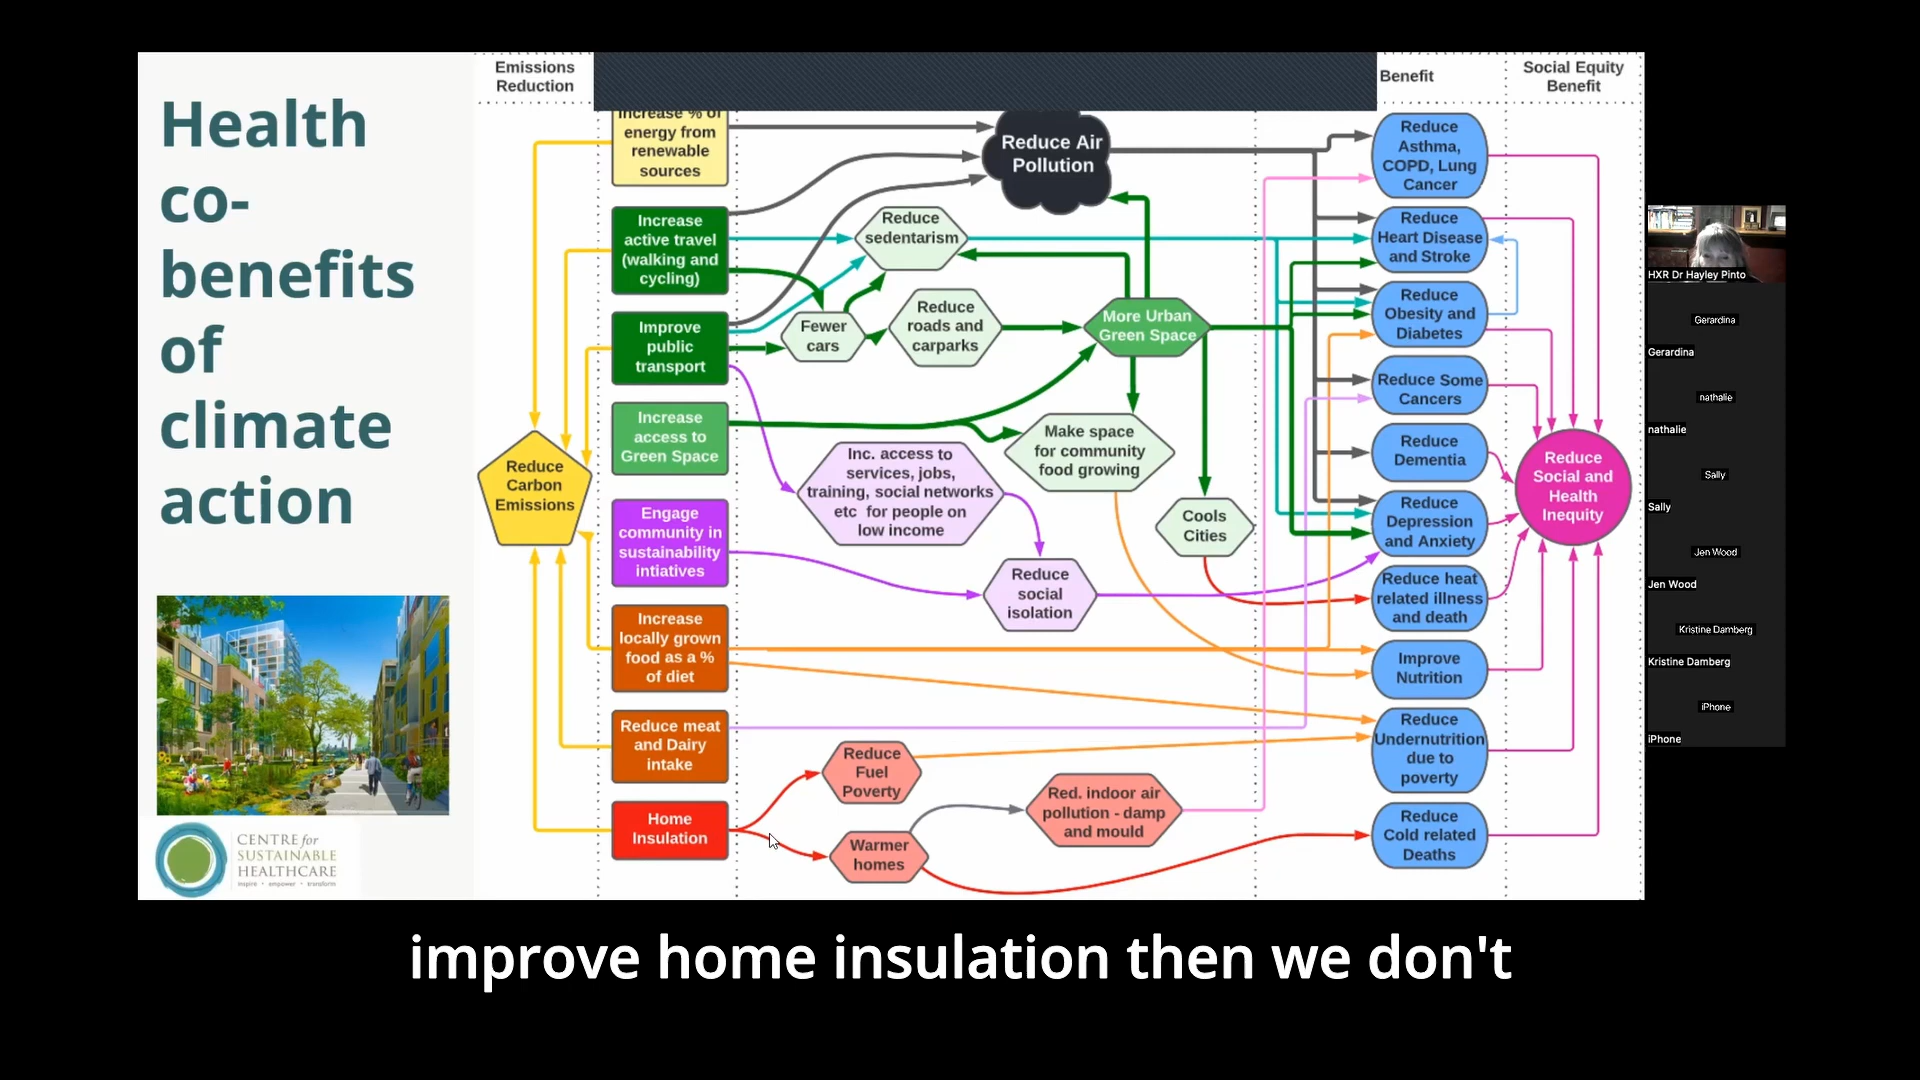 Health
co-
benefits
of
climate
action
CENTRE for
SUSTAINABLE
HEALTHCARE
inspire • empower • transform
Emissions
Reduction
Benefit
Social Equity
Benefit
Increase % of
energy from
renewable
sources
Increase
active travel
(walking and
cycling)
Improve
public
transport
Increase
access to
Green Space
Engage
community in
sustainability
intiatives
Increase
locally grown
food as a %
of diet
Reduce meat
and Dairy
intake
Home
Insulation
Reduce
Carbon
Emissions
Reduce Air
Pollution
Reduce
sedentarism
Fewer
cars
Reduce
roads and
carparks
More Urban
Green Space
Make space
for community
food growing
Inc. access to
services, jobs,
training, social networks
etc for people on
low income
Cools
Cities
Reduce
social
isolation
Reduce
Fuel
Poverty
Warmer
homes
Red. indoor air
pollution - damp
and mould
Reduce
Asthma,
COPD, Lung
Cancer
Reduce
Heart Disease
and Stroke
Reduce
Obesity and
Diabetes
Reduce Some
Cancers
Reduce
Dementia
Reduce
Depression
and Anxiety
Reduce heat
related illness
and death
Improve
Nutrition
Reduce
Undernutrition
due to
poverty
Reduce
Cold related
Deaths
Reduce
Social and
Health
Inequity
HXR Dr Hayley Pinto
Gerardina
Gerardina
nathalie
nathalie
Sally
Sally
Jen Wood
Jen Wood
Kristine Damberg
Kristine Damberg
iPhone
iPhone
improve home insulation then we don't